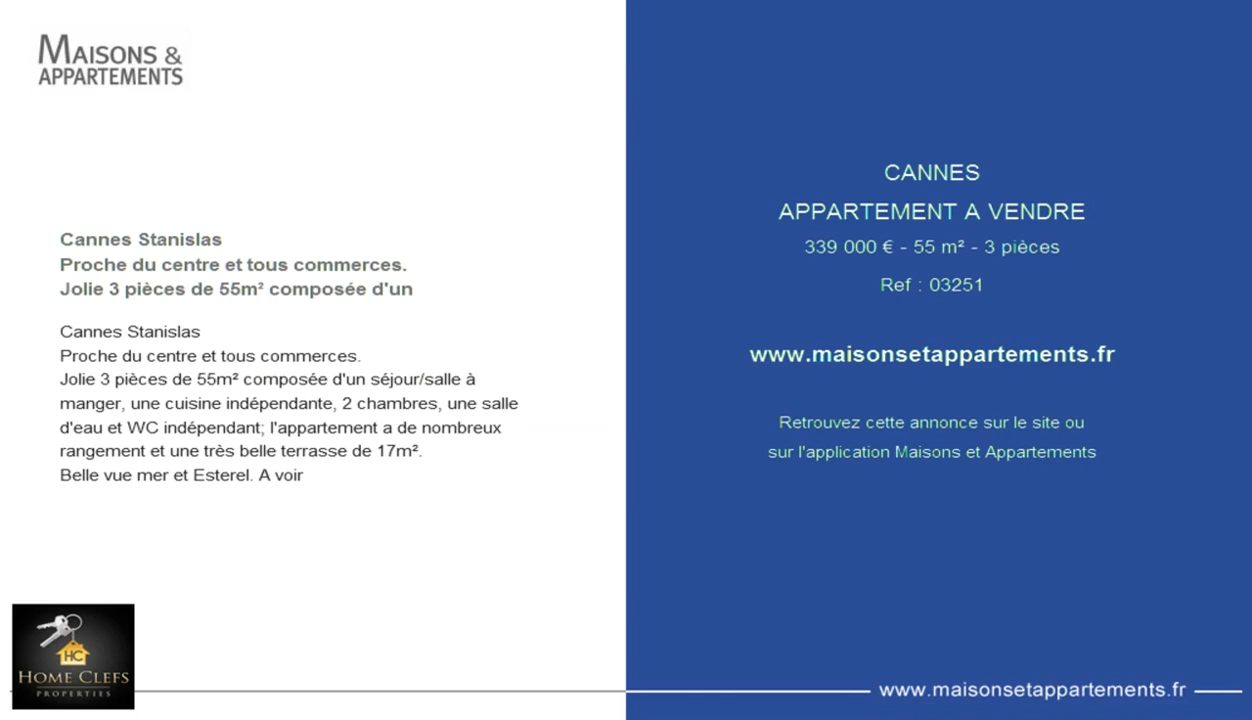 MAISONS &
APPARTEMENTS
Cannes Stanislas
Proche du centre et tous commerces.
Jolie 3 pièces de 55m² composée d'un
Cannes Stanislas
Proche du centre et tous commerces.
Jolie 3 pièces de 55m² composée d'un séjour/salle à
manger, une cuisine indépendante, 2 chambres, une salle
d'eau et WC indépendant; l'appartement a de nombreux
rangement et une très belle terrasse de 17m².
Belle vue mer et Esterel. A voir
HC
HOME CLEFS
PROPERTIES
CANNES
APPARTEMENT A VENDRE
339 000 € - 55 m² - 3 pièces
Ref : 03251
www.maisonsetappartements.fr
Retrouvez cette annonce sur le site ou
sur l'application Maisons et Appartements
www.maisonsetappartements.fr